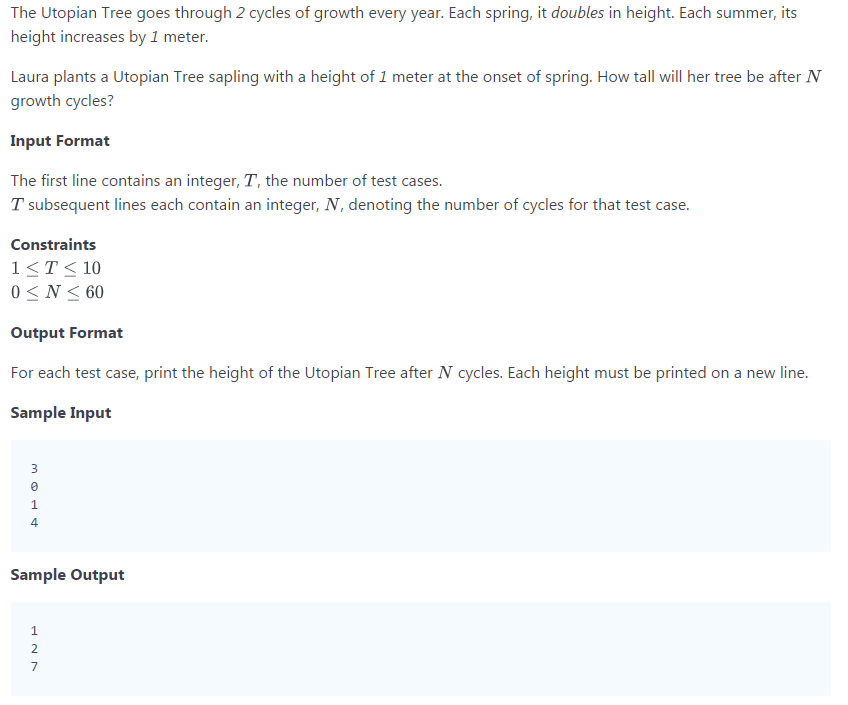 The Utopian Tree goes through 2 cycles of growth every year. Each spring, it doubles in height. Each summer, its
height increases by 1 meter.
Laura plants a Utopian Tree sapling with a height of 1 meter at the onset of spring. How tall will her tree be after N
growth cycles?
Input Format
The first line contains an integer, T, the number of test cases.
T subsequent lines each contain an integer, N, denoting the number of cycles for that test case.
Constraints
1 ≤ T ≤ 10
0 ≤ N ≤ 60
Output Format
For each test case, print the height of the Utopian Tree after N cycles. Each height must be printed on a new line.
Sample Input
3
0
1
4
Sample Output
1
2
7